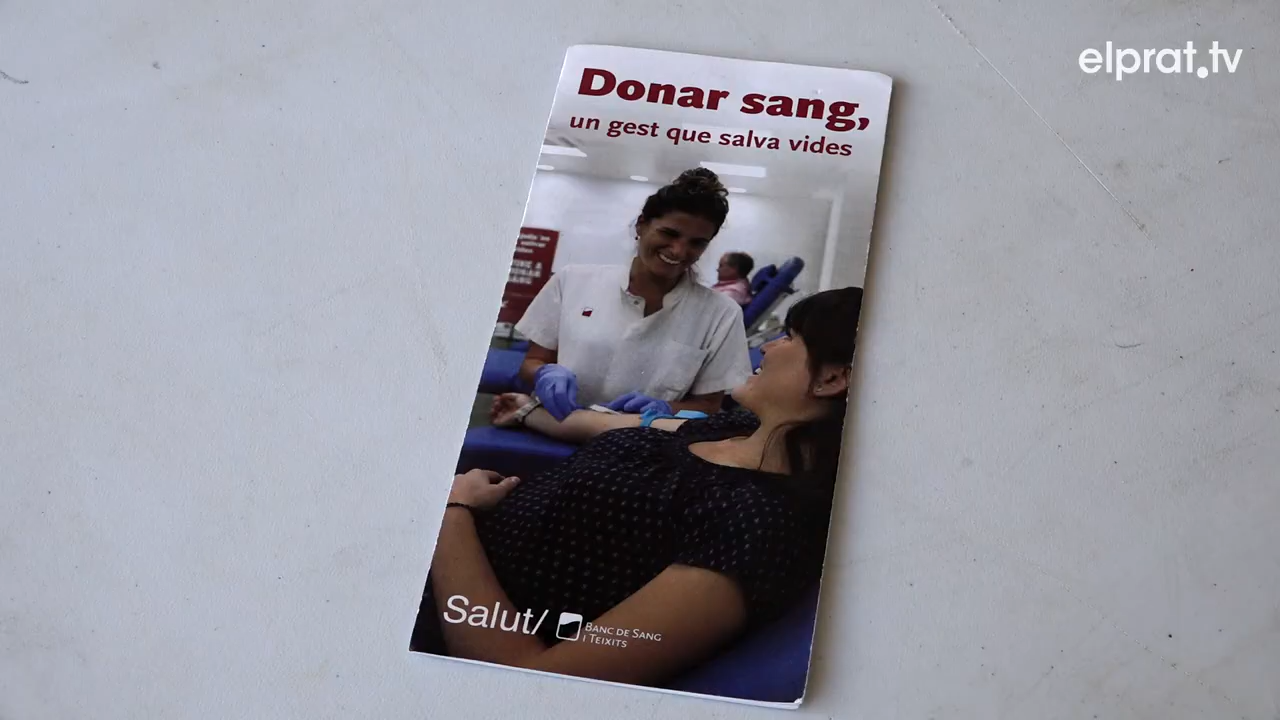 elprat.tv
Donar sang,
un gest que salva vides
Salut/
BANC DE SANG
I TEIXITS